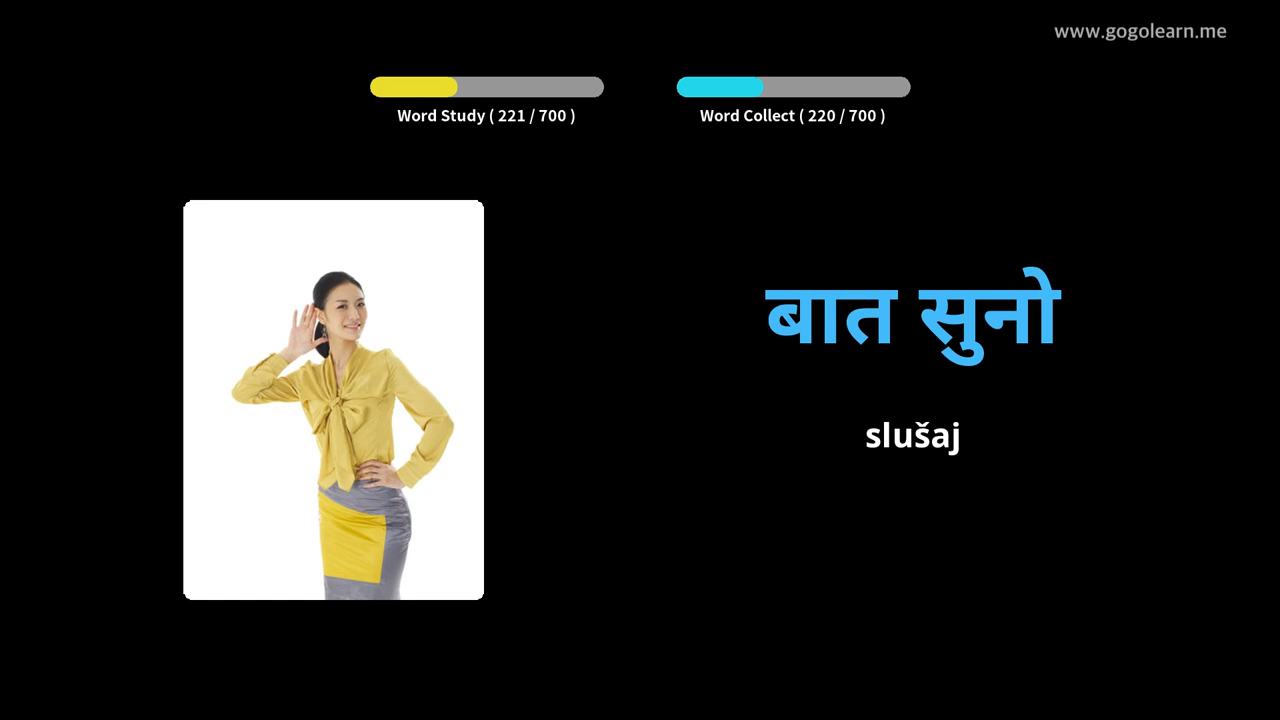 www.gogolearn.me
Word Study ( 221 / 700 )
Word Collect ( 220 / 700 )
बात सुनो
slušaj